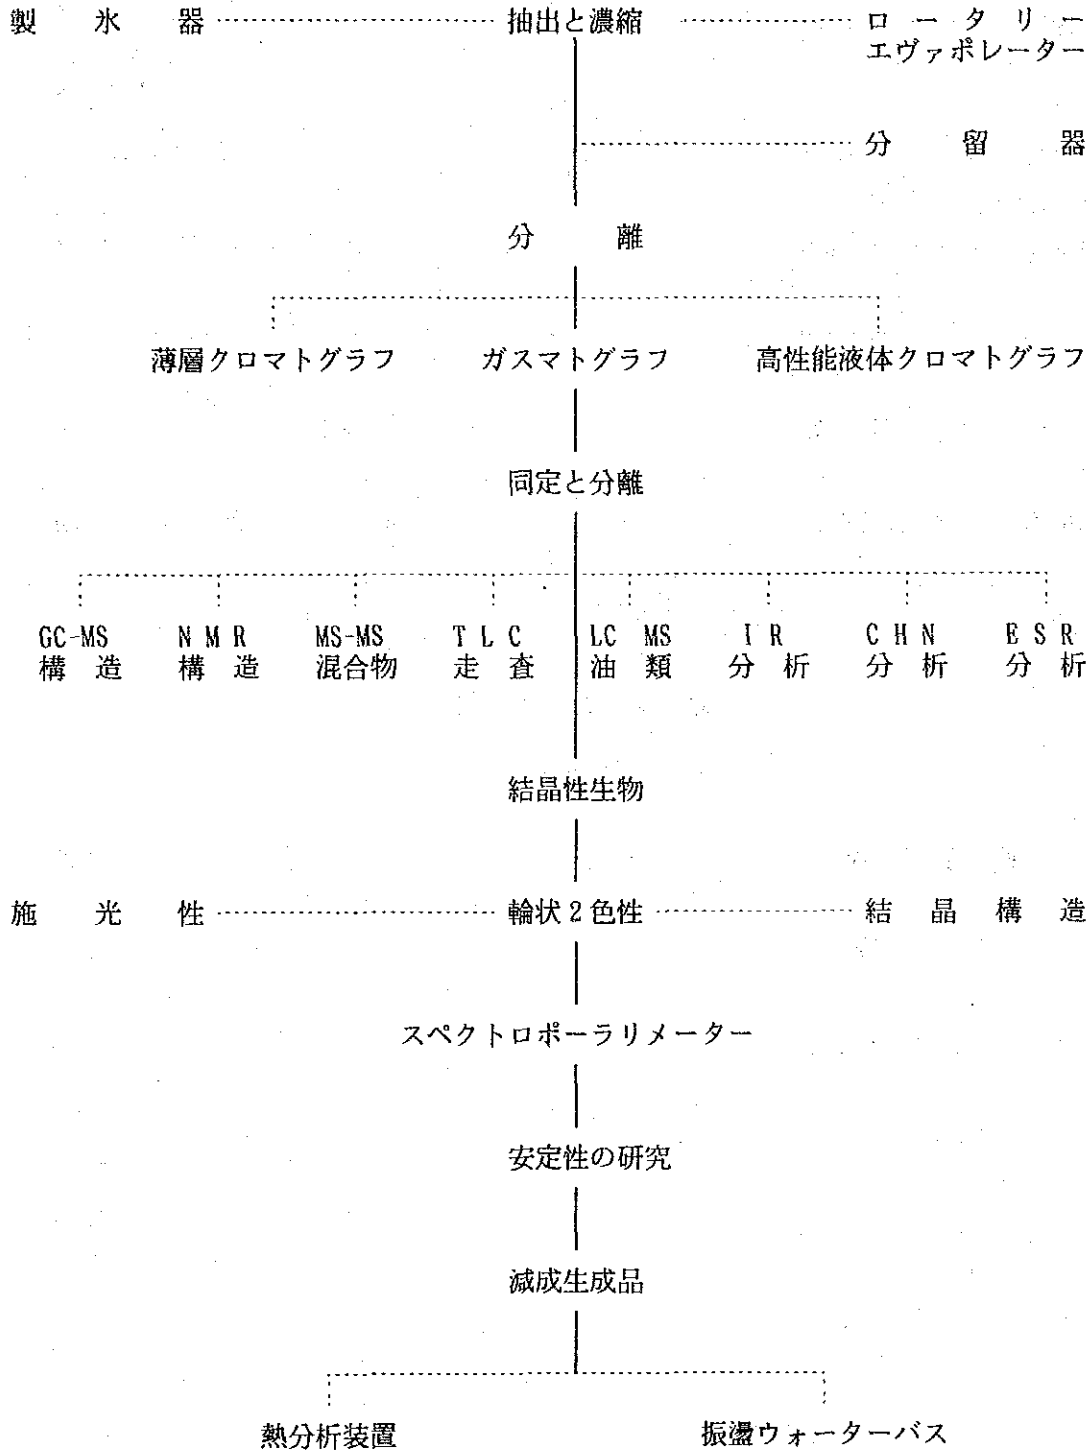 製氷器 抽出と濃縮 ロータリー
エヴァポレーター
分留器
分離
薄層クロマトグラフ ガスマトグラフ 高性能液体クロマトグラフ
同定と分離
GC-MS NMR MS-MS TLC LC MS IR CHN ESR
構造 構造 混合物 走査 油類 分析 分析 分析
結晶性生物
施光性 輪状2色性 結晶構造
スペクトロポーラリメーター
安定性の研究
減成生成品
熱分析装置 振盪ウォーターバス